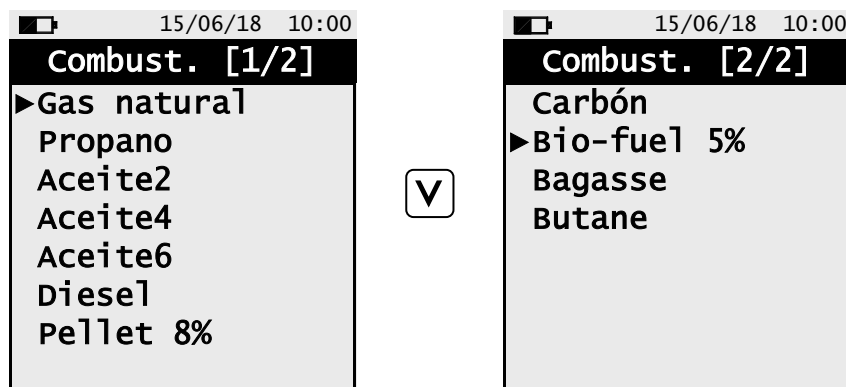 15/06/18 10:00
Combust. [1/2]
▶Gas natural
Propano
Aceite2
Aceite4
Aceite6
Diesel
Pellet 8%
V
15/06/18 10:00
Combust. [2/2]
Carbón
▶Bio-fuel 5%
Bagasse
Butane